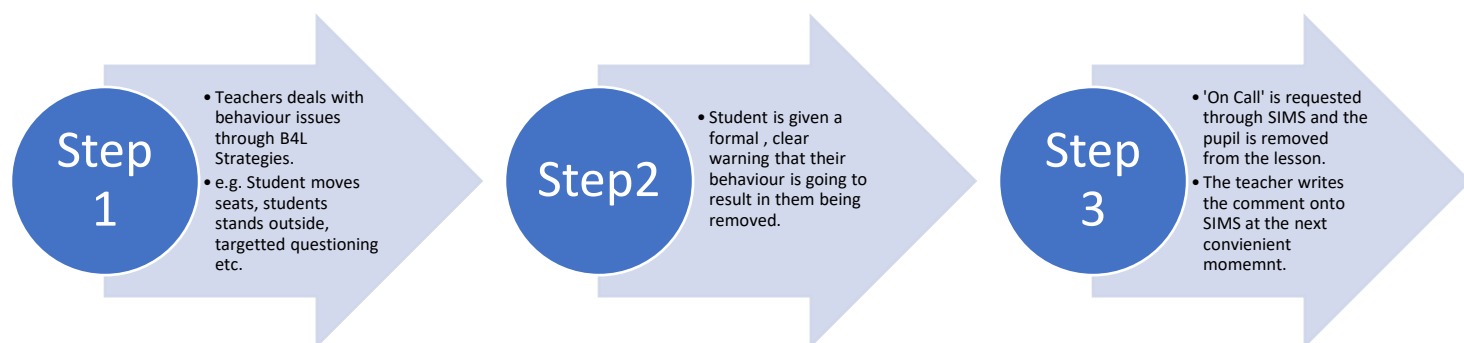 Step
1
• Teachers deals with
behaviour issues
through B4L
Strategies.
• e.g. Student moves
seats, students
stands outside,
targetted questioning
etc.
Step2
• Student is given a
formal , clear
warning that their
behaviour is going to
result in them being
removed.
Step
3
• 'On Call' is requested
through SIMS and the
pupil is removed
from the lesson.
• The teacher writes
the comment onto
SIMS at the next
convienient
momemnt.